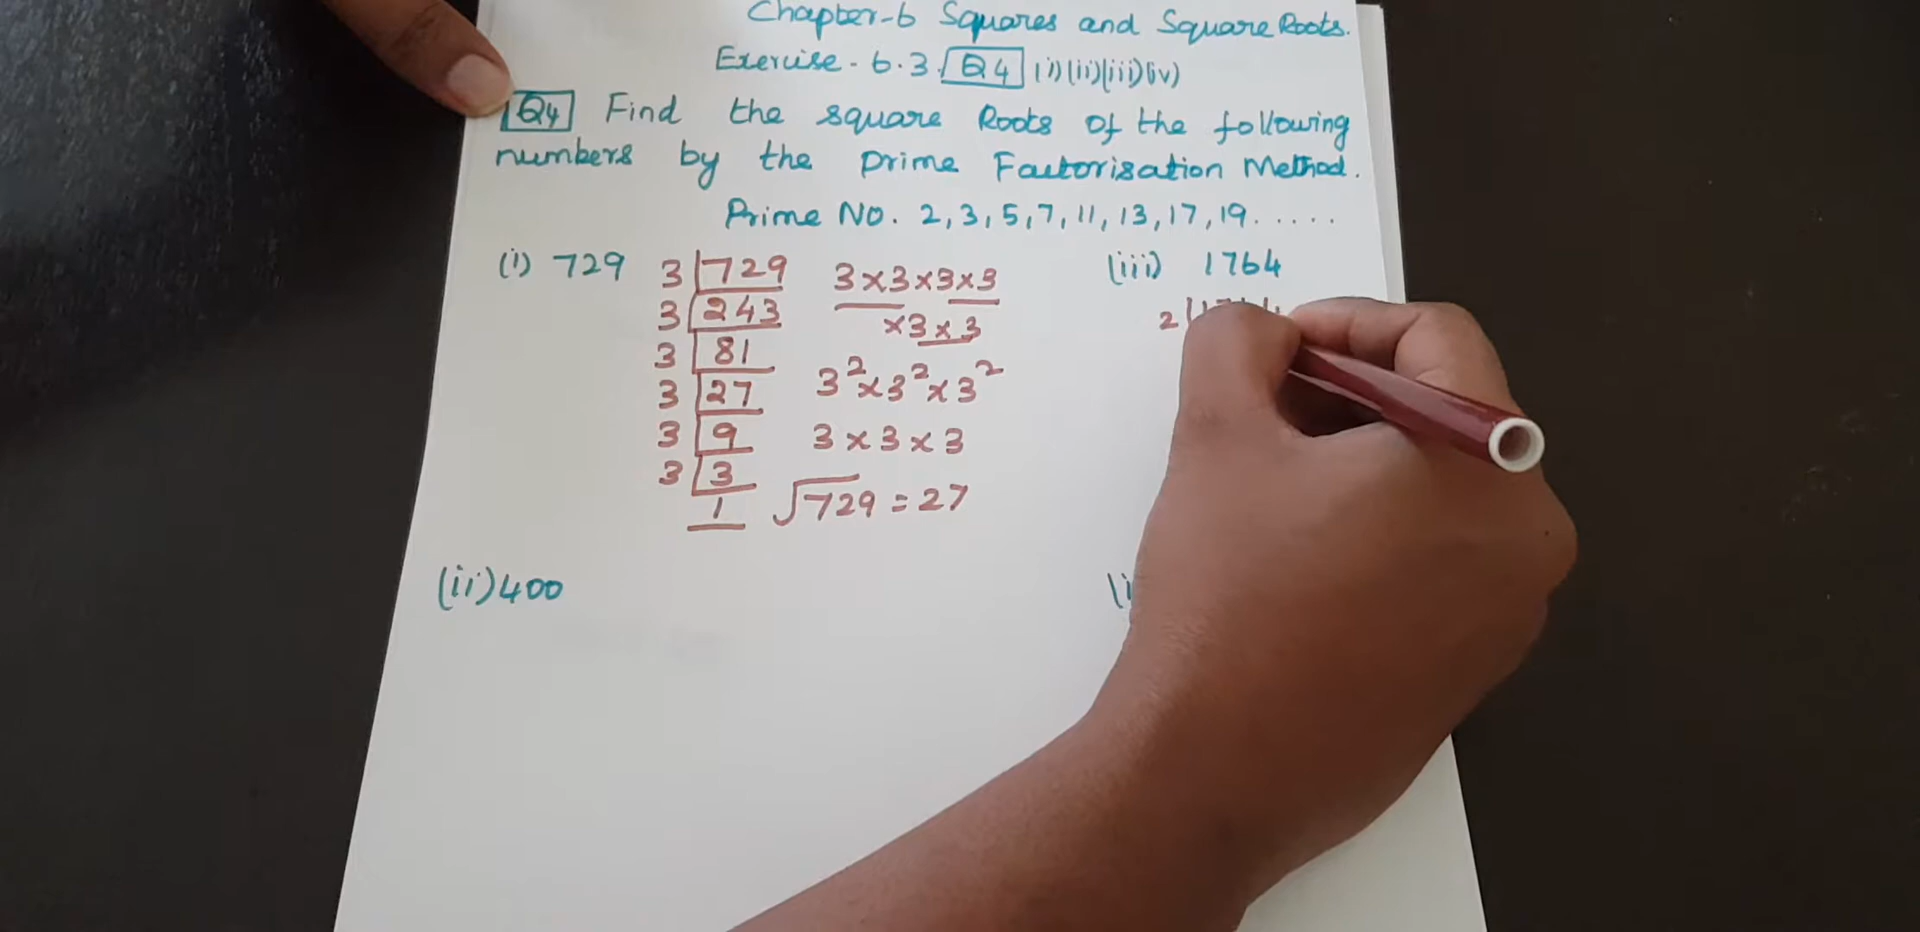 Chapter-6 Squares and Square Roots.
Exercise - 6.3. Q4 (i)(ii)(iii)(iv)
Q4 Find the square Roots of the following
numbers by the Prime Factorisation Method.
Prime No. 2, 3, 5, 7, 11, 13, 17, 19.....
(i) 729
3 729
3 243
3 81
3 27
3 9
3 3
1
3×3×3×3
×3×3
3²×3²×3²
3×3×3
√729 = 27
(ii) 400
(iii) 1764
2